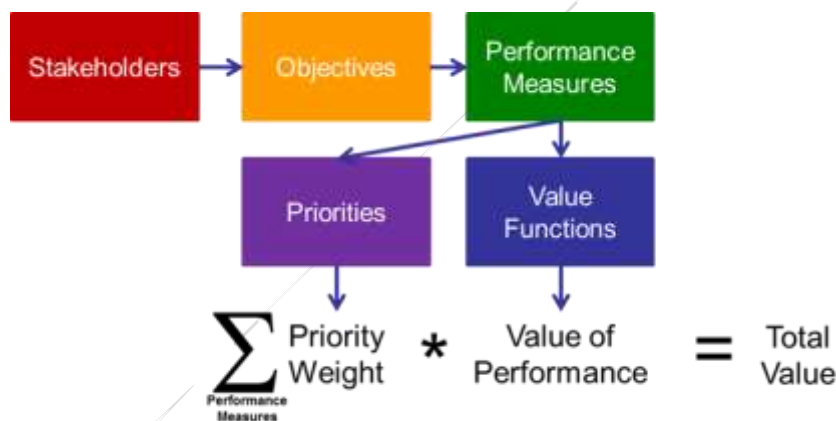 Stakeholders
Objectives
Performance
Measures
Priorities
Value
Functions
∑ Priority * Value of = Total
Weight Performance Value
Performance
Measures